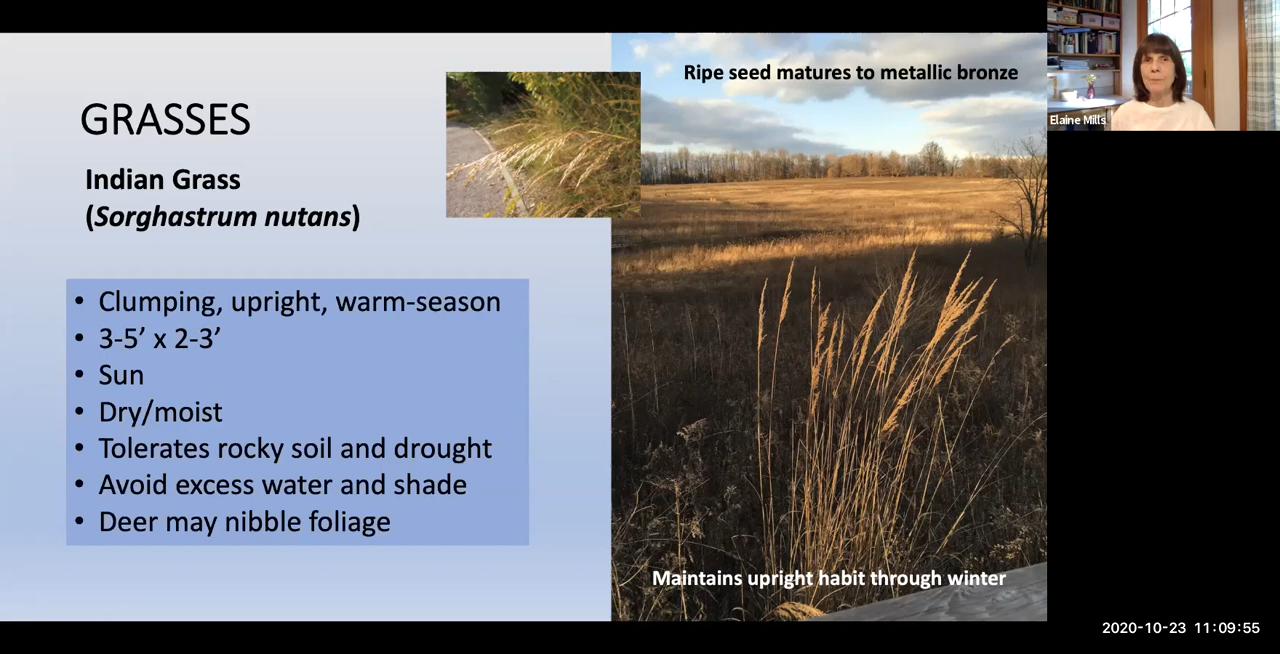 GRASSES
Indian Grass
(Sorghastrum nutans)
• Clumping, upright, warm-season
• 3-5’ x 2-3’
• Sun
• Dry/moist
• Tolerates rocky soil and drought
• Avoid excess water and shade
• Deer may nibble foliage
Ripe seed matures to metallic bronze
Maintains upright habit through winter
Elaine Mills
2020-10-23 11:09:55